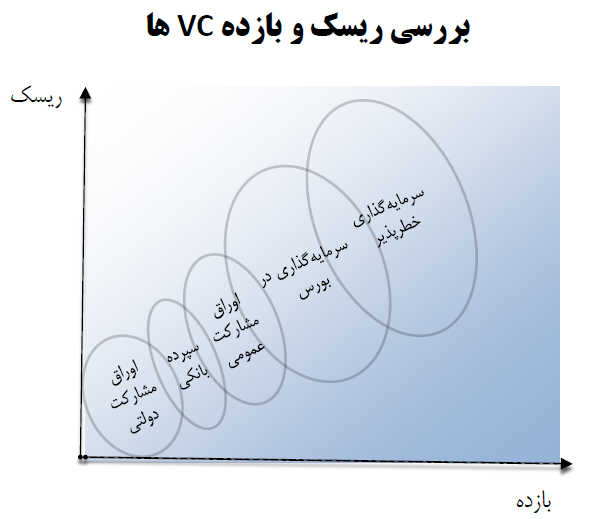 بررسی ریسک و بازده VC ها
ریسک
سرمایه‌گذاری
خطرپذیر
سرمایه‌گذاری در
بورس
اوراق
مشارکت
عمومی
سپرده
بانکی
اوراق
مشارکت
دولتی
بازده